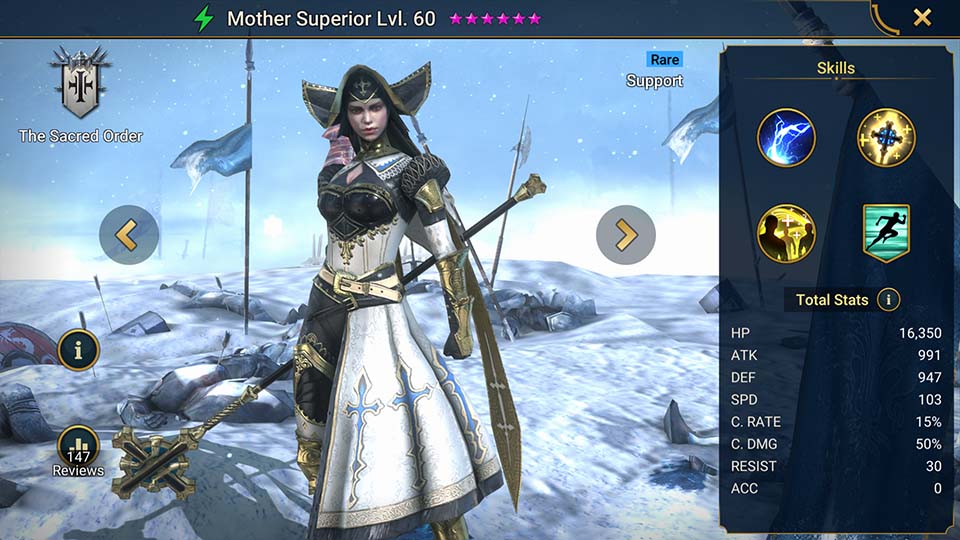 Mother Superior Lvl. 60
The Sacred Order
Rare
Support
147
Reviews
Skills
Total Stats
HP 16,350
ATK 991
DEF 947
SPD 103
C. RATE 15%
C. DMG 50%
RESIST 30
ACC 0